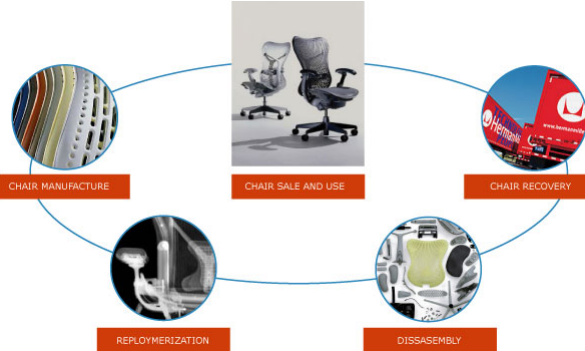 CHAIR MANUFACTURE
CHAIR SALE AND USE
CHAIR RECOVERY
REPLOYMERIZATION
DISSASEMBLY